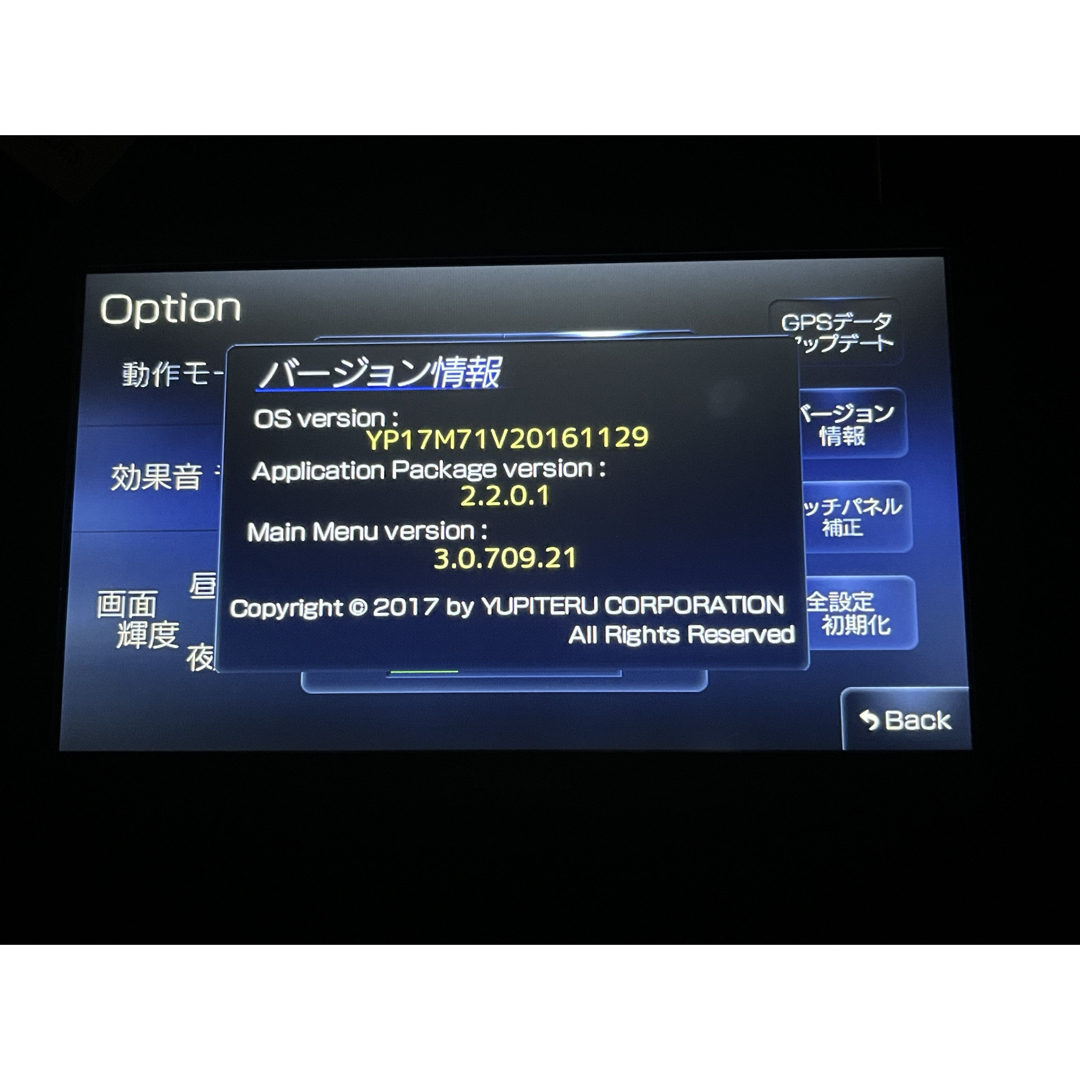 Option
GPSデータ
ップデート
動作モー
バージョン情報
OS version :
YP17M71V20161129
Application Package version :
2.2.0.1
Main Menu version :
3.0.709.21
Copyright © 2017 by YUPITERU CORPORATION
All Rights Reserved
バージョン
情報
効果音
ッチパネル
補正
画面
輝度
昼
夜
全設定
初期化
Back